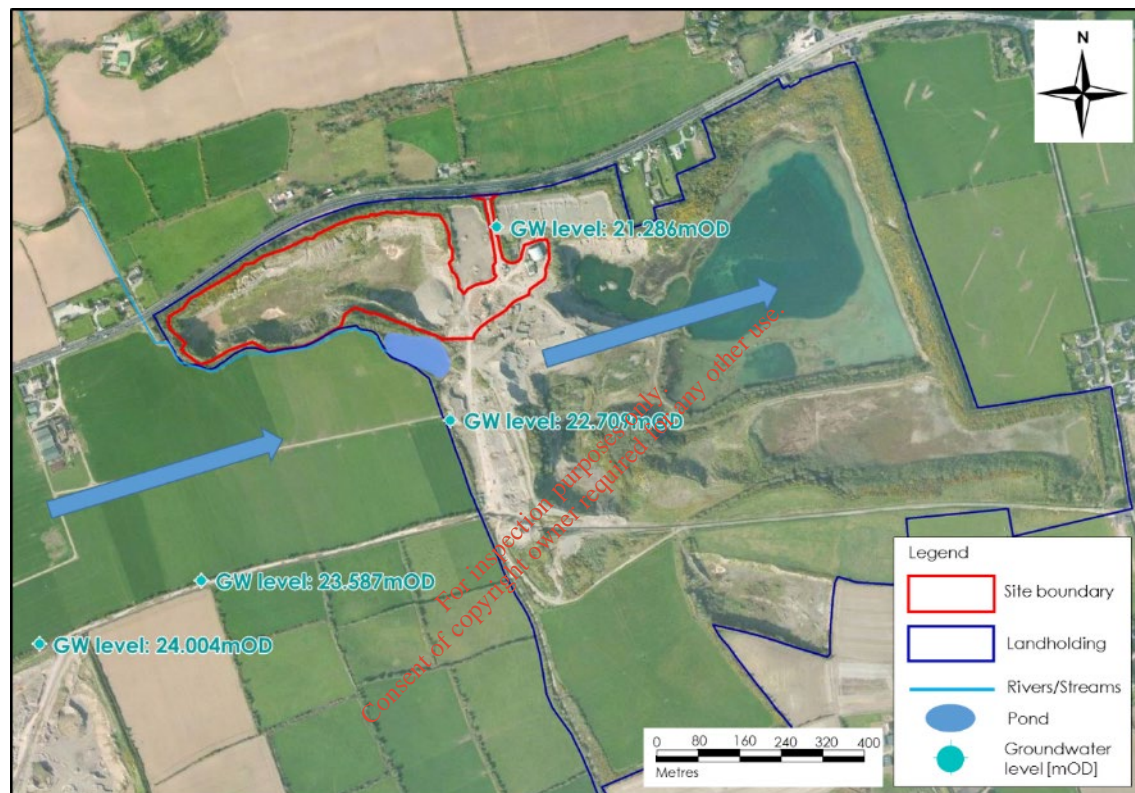 N
GW level: 21.286mOD
GW level: 22.709mOD
GW level: 23.587mOD
GW level: 24.004mOD
For inspection purposes only.
Consent of copyright owner required for any other use.
Legend
Site boundary
Landholding
Rivers/Streams
Pond
Groundwater
level [mOD]
0 80 160 240 320 400
Metres